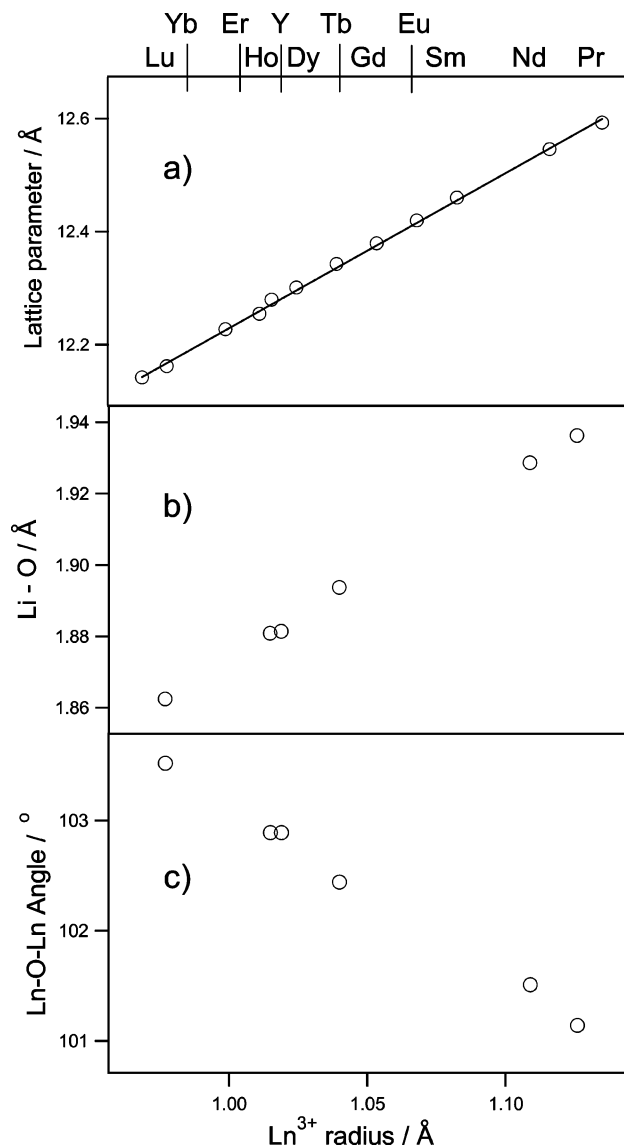 Yb Er Y Tb Eu
Lu Ho Dy Gd Sm Nd Pr
12.6
a)
12.4
Lattice parameter / Å
12.2
1.94
1.92
b)
1.90
Li - O / Å
1.88
1.86
103
c)
102
Ln-O-Ln Angle / °
101
1.00 1.05 1.10
Ln³⁺ radius / Å